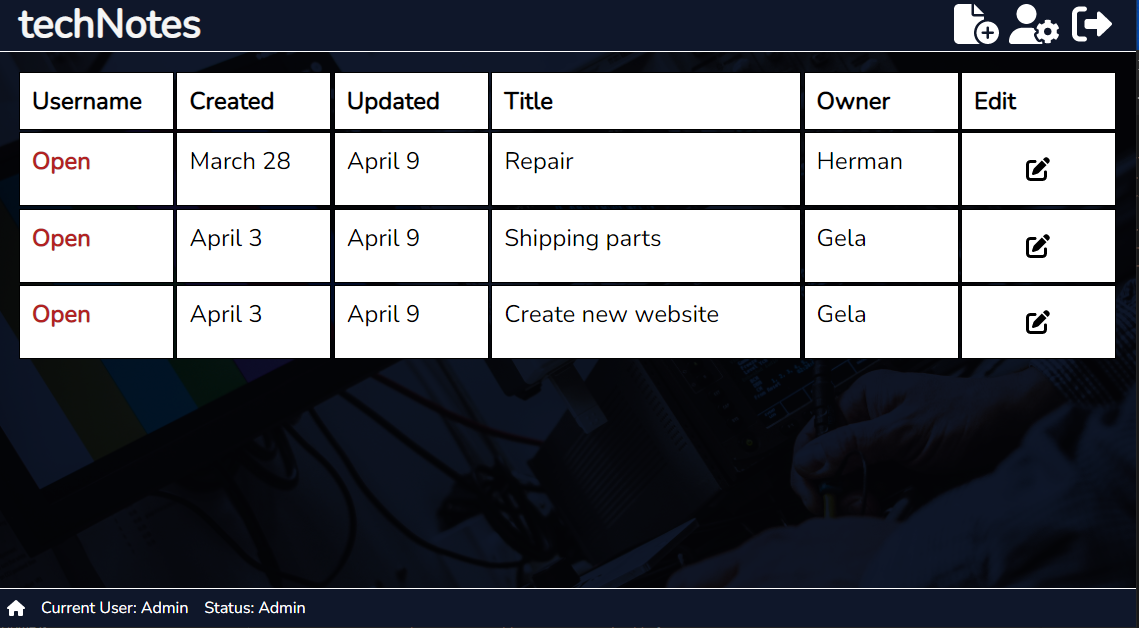 techNotes
Username Created Updated Title Owner Edit
Open March 28 April 9 Repair Herman
Open April 3 April 9 Shipping parts Gela
Open April 3 April 9 Create new website Gela
Current User: Admin Status: Admin